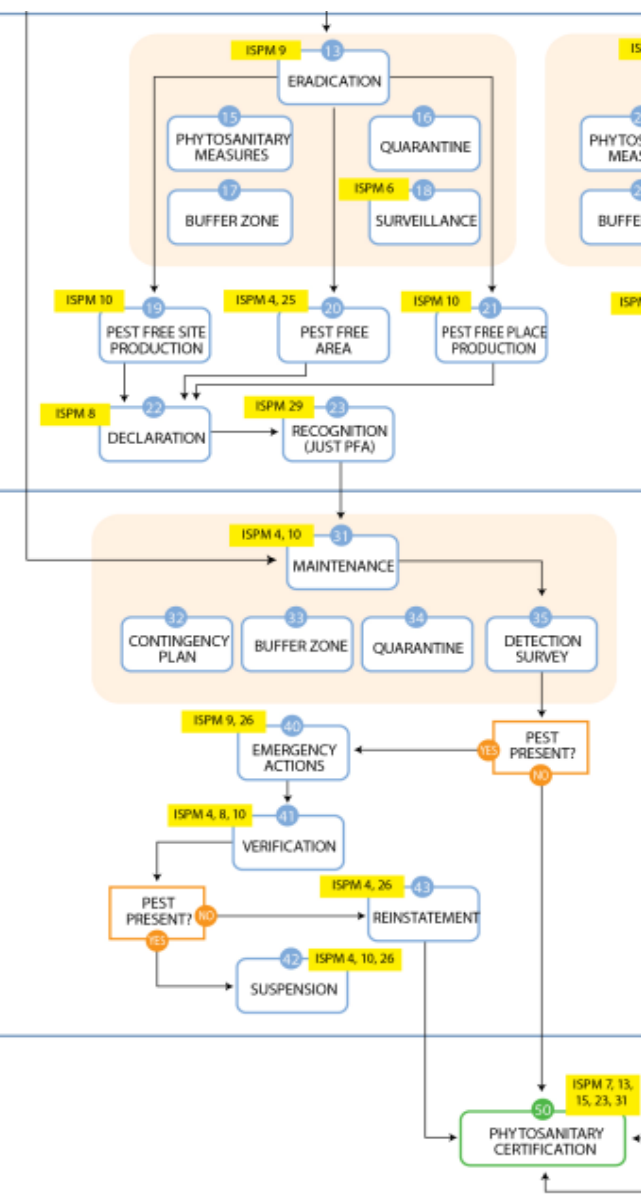 ISPM 9
13
ERADICATION
15
PHYTOSANITARY
MEASURES
16
QUARANTINE
17
BUFFER ZONE
ISPM 6
18
SURVEILLANCE
ISPM 10
19
PEST FREE SITE
PRODUCTION
ISPM 4, 25
20
PEST FREE
AREA
ISPM 10
21
PEST FREE PLACE
PRODUCTION
ISPM 8
22
DECLARATION
ISPM 29
23
RECOGNITION
(JUST PFA)
ISPM 4, 10
31
MAINTENANCE
32
CONTINGENCY
PLAN
33
BUFFER ZONE
34
QUARANTINE
35
DETECTION
SURVEY
PEST
PRESENT?
YES
NO
ISPM 9, 26
40
EMERGENCY
ACTIONS
ISPM 4, 8, 10
41
VERIFICATION
PEST
PRESENT?
NO
YES
ISPM 4, 26
43
REINSTATEMENT
42
ISPM 4, 10, 26
SUSPENSION
ISPM 7, 13,
15, 23, 31
50
PHYTOSANITARY
CERTIFICATION